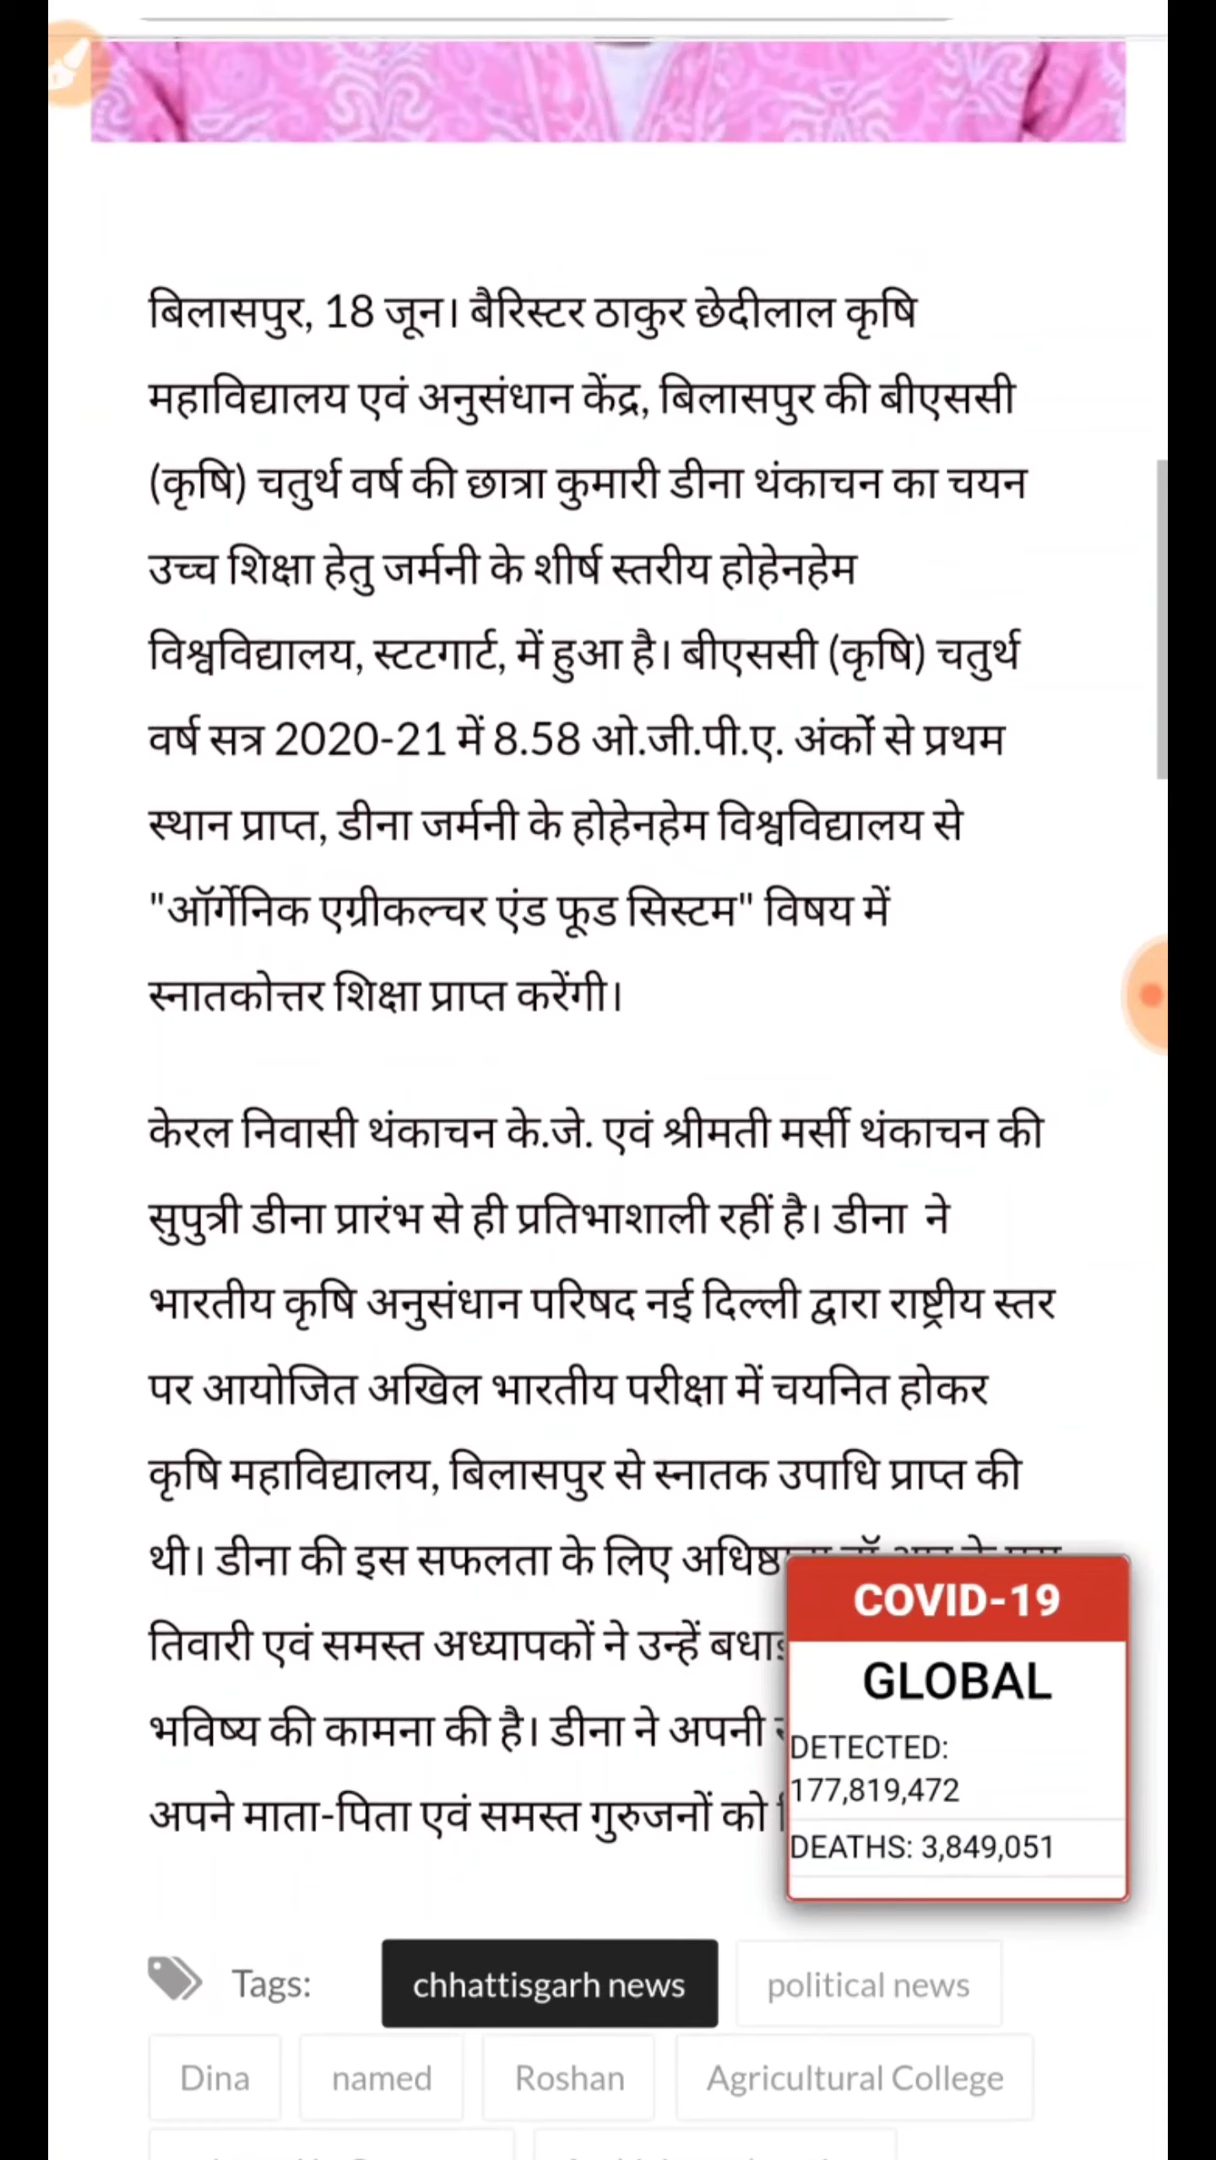 बिलासपुर, 18 जून। बैरिस्टर ठाकुर छेदीलाल कृषि
महाविद्यालय एवं अनुसंधान केंद्र, बिलासपुर की बीएससी
(कृषि) चतुर्थ वर्ष की छात्रा कुमारी डीना थंकाचन का चयन
उच्च शिक्षा हेतु जर्मनी के शीर्ष स्तरीय होहेनहेम
विश्वविद्यालय, स्टटगार्ट, में हुआ है। बीएससी (कृषि) चतुर्थ
वर्ष सत्र 2020-21 में 8.58 ओ.जी.पी.ए. अंकों से प्रथम
स्थान प्राप्त, डीना जर्मनी के होहेनहेम विश्वविद्यालय से
"ऑर्गेनिक एग्रीकल्चर एंड फूड सिस्टम" विषय में
स्नातकोत्तर शिक्षा प्राप्त करेंगी।
केरल निवासी थंकाचन के.जे. एवं श्रीमती मर्सी थंकाचन की
सुपुत्री डीना प्रारंभ से ही प्रतिभाशाली रहीं है। डीना ने
भारतीय कृषि अनुसंधान परिषद नई दिल्ली द्वारा राष्ट्रीय स्तर
पर आयोजित अखिल भारतीय परीक्षा में चयनित होकर
कृषि महाविद्यालय, बिलासपुर से स्नातक उपाधि प्राप्त की
थी। डीना की इस सफलता के लिए
तिवारी एवं समस्त अध्यापकों ने उन्हें
भविष्य की कामना की है। डीना ने अपनी
अपने माता-पिता एवं समस्त गुरुजनों को
COVID-19
GLOBAL
DETECTED:
177,819,472
DEATHS: 3,849,051
Tags: chhattisgarh news political news
Dina named Roshan Agricultural College